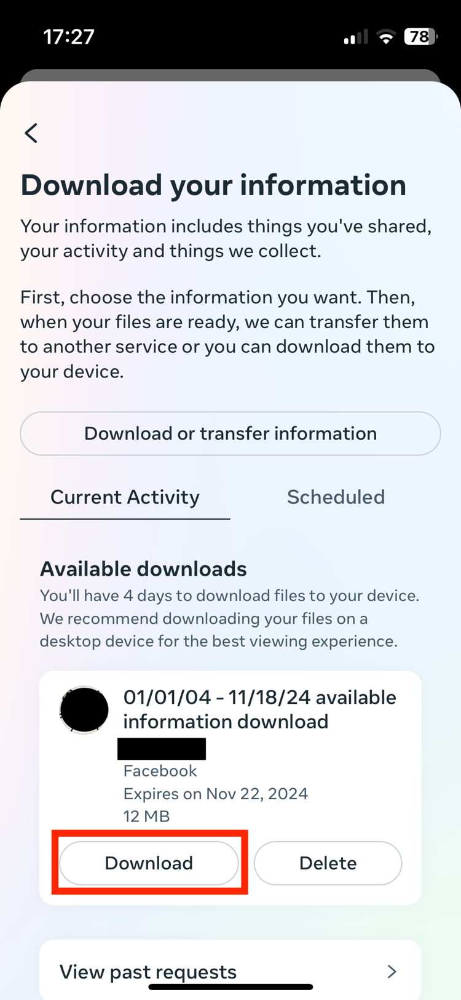 17:27
78
Download your information
Your information includes things you've shared,
your activity and things we collect.
First, choose the information you want. Then,
when your files are ready, we can transfer them
to another service or you can download them to
your device.
Download or transfer information
Current Activity
Scheduled
Available downloads
You'll have 4 days to download files to your device.
We recommend downloading your files on a
desktop device for the best viewing experience.
01/01/04 - 11/18/24 available
information download
Facebook
Expires on Nov 22, 2024
12 MB
Download
Delete
View past requests